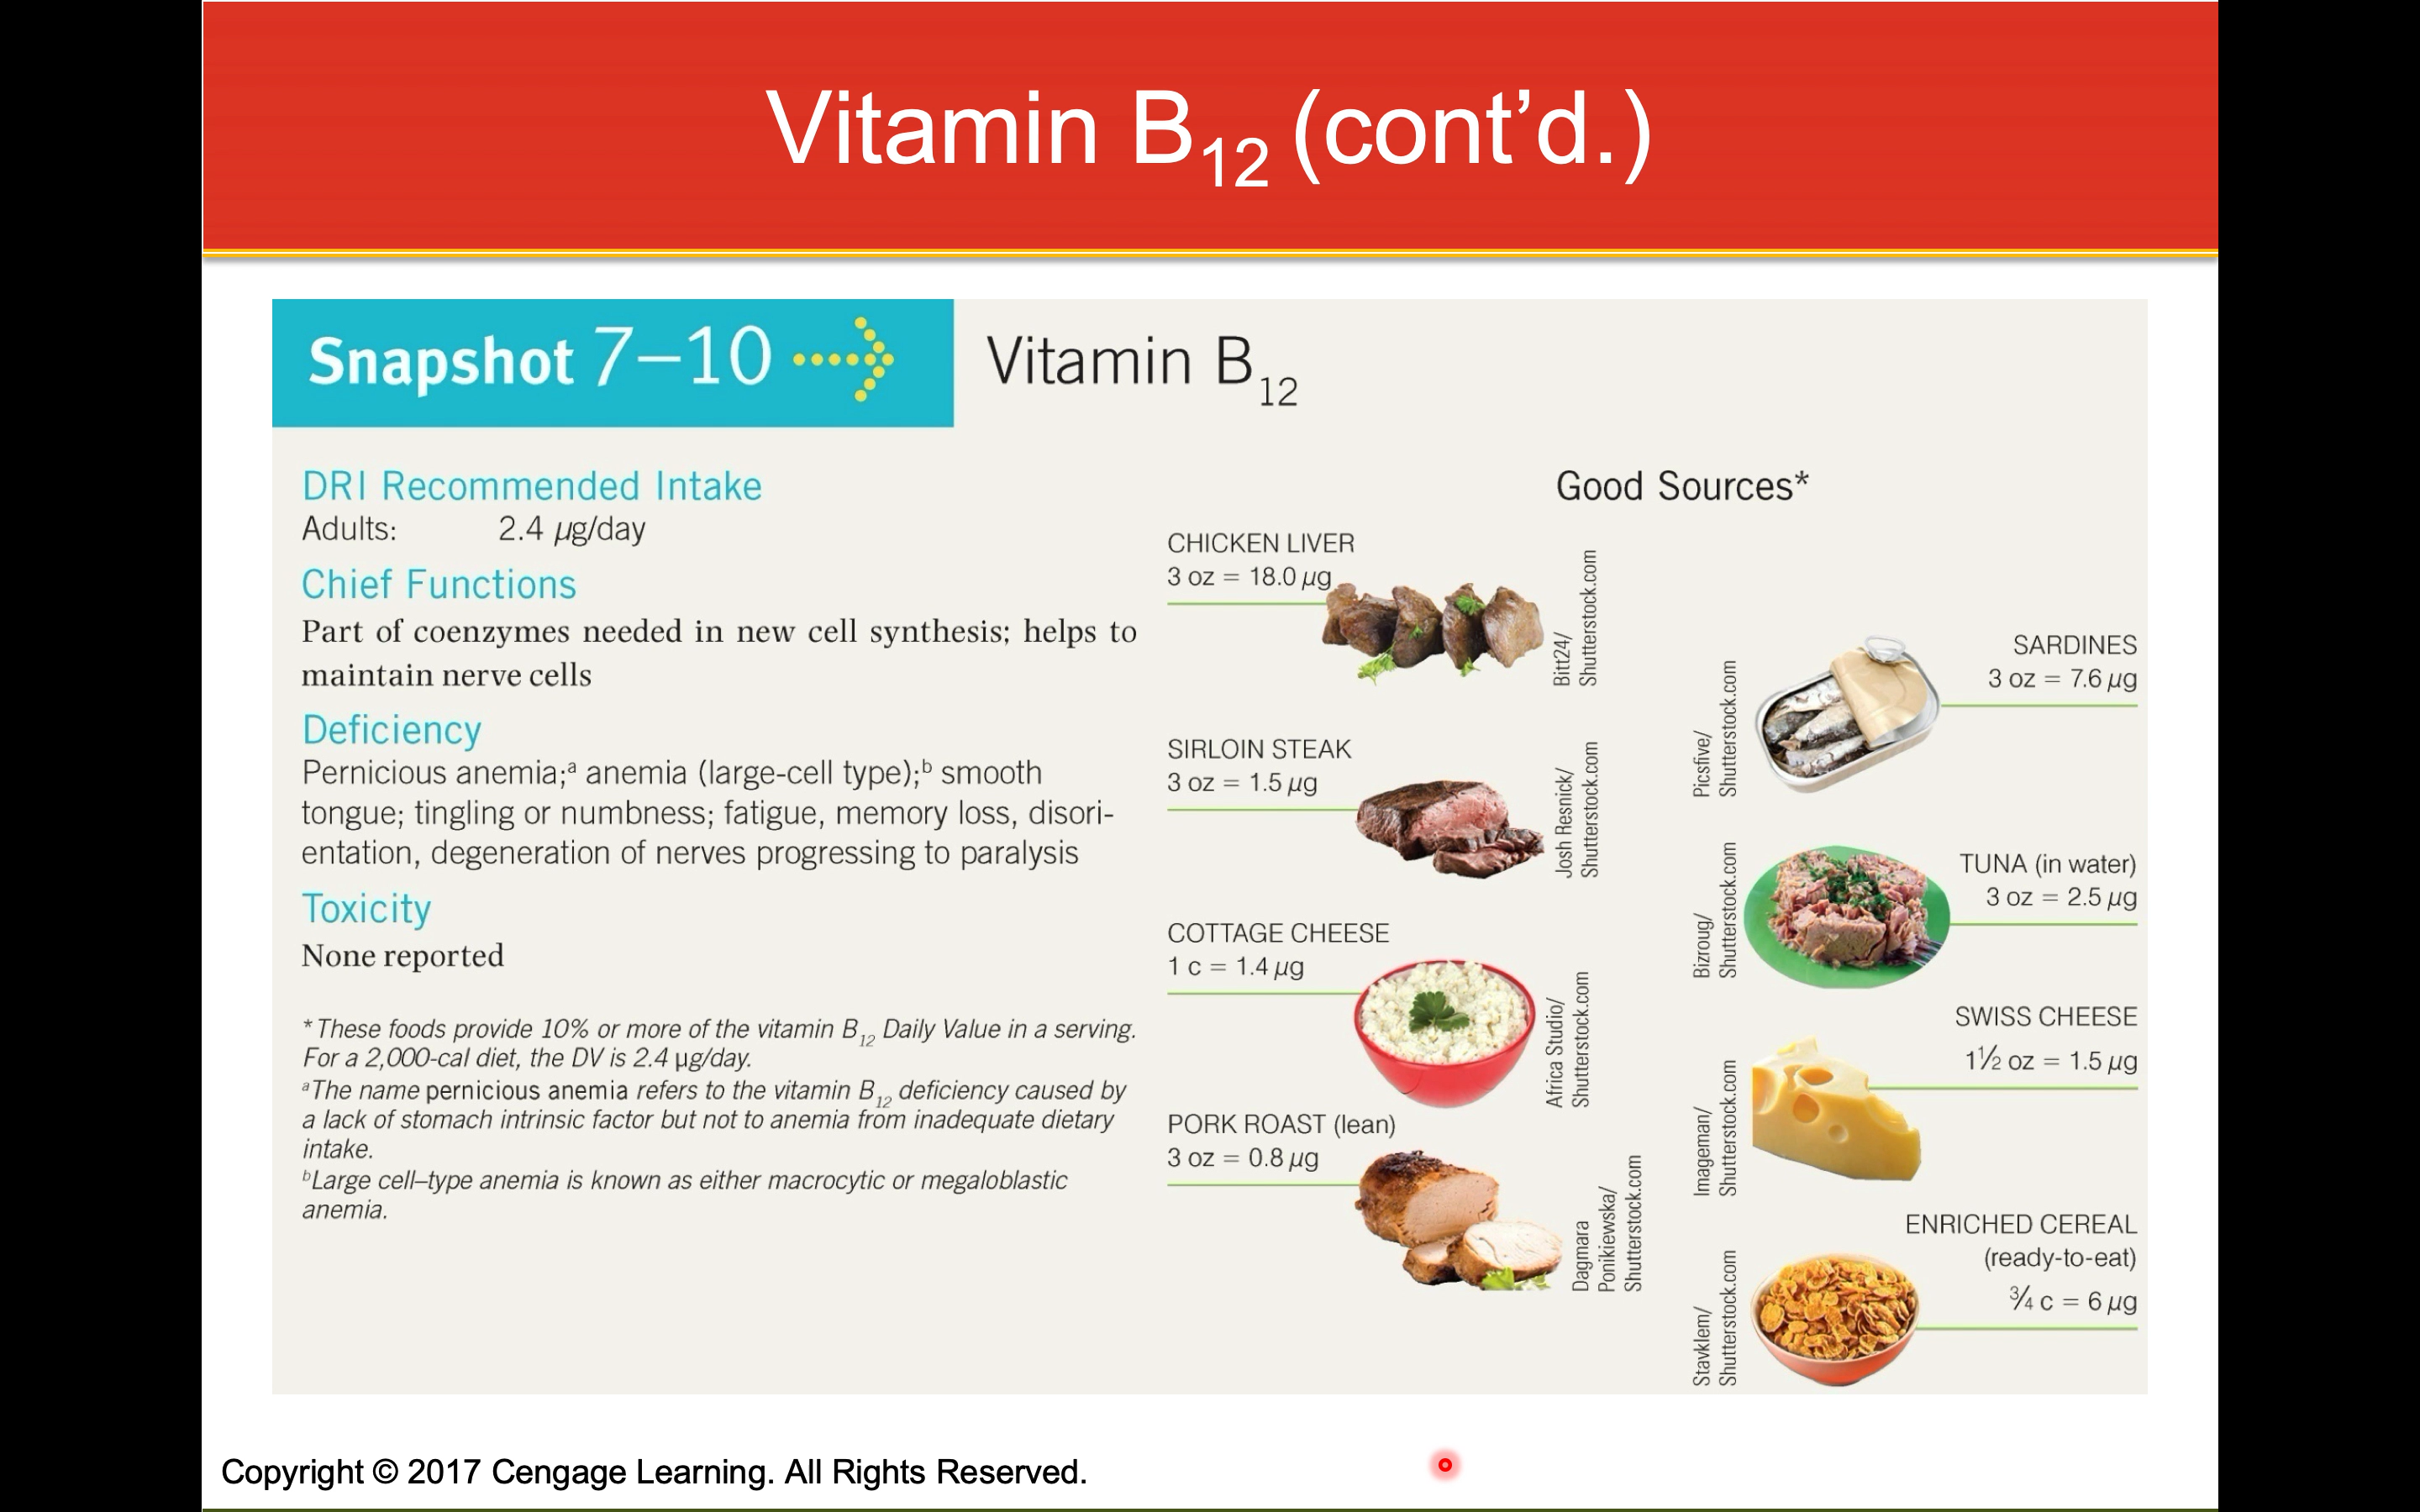 Vitamin B12 (cont’d.)
Snapshot 7–10
Vitamin B12
DRI Recommended Intake
Adults: 2.4 µg/day
Chief Functions
Part of coenzymes needed in new cell synthesis; helps to
maintain nerve cells
Deficiency
Pernicious anemia;a anemia (large-cell type);b smooth
tongue; tingling or numbness; fatigue, memory loss, disori-
entation, degeneration of nerves progressing to paralysis
Toxicity
None reported
*These foods provide 10% or more of the vitamin B12 Daily Value in a serving.
For a 2,000-cal diet, the DV is 2.4 µg/day.
aThe name pernicious anemia refers to the vitamin B12 deficiency caused by
a lack of stomach intrinsic factor but not to anemia from inadequate dietary
intake.
bLarge cell–type anemia is known as either macrocytic or megaloblastic
anemia.
Good Sources*
CHICKEN LIVER
3 oz = 18.0 µg
Bitt24/
Shutterstock.com
SIRLOIN STEAK
3 oz = 1.5 µg
Josh Resnick/
Shutterstock.com
COTTAGE CHEESE
1 c = 1.4 µg
Africa Studio/
Shutterstock.com
PORK ROAST (lean)
3 oz = 0.8 µg
Dagmara
Ponikiewska/
Shutterstock.com
SARDINES
3 oz = 7.6 µg
Picsfive/
Shutterstock.com
TUNA (in water)
3 oz = 2.5 µg
Bizroug/
Shutterstock.com
SWISS CHEESE
1½ oz = 1.5 µg
Imageman/
Shutterstock.com
ENRICHED CEREAL
(ready-to-eat)
¾ c = 6 µg
Stavklem/
Shutterstock.com
Copyright © 2017 Cengage Learning. All Rights Reserved.